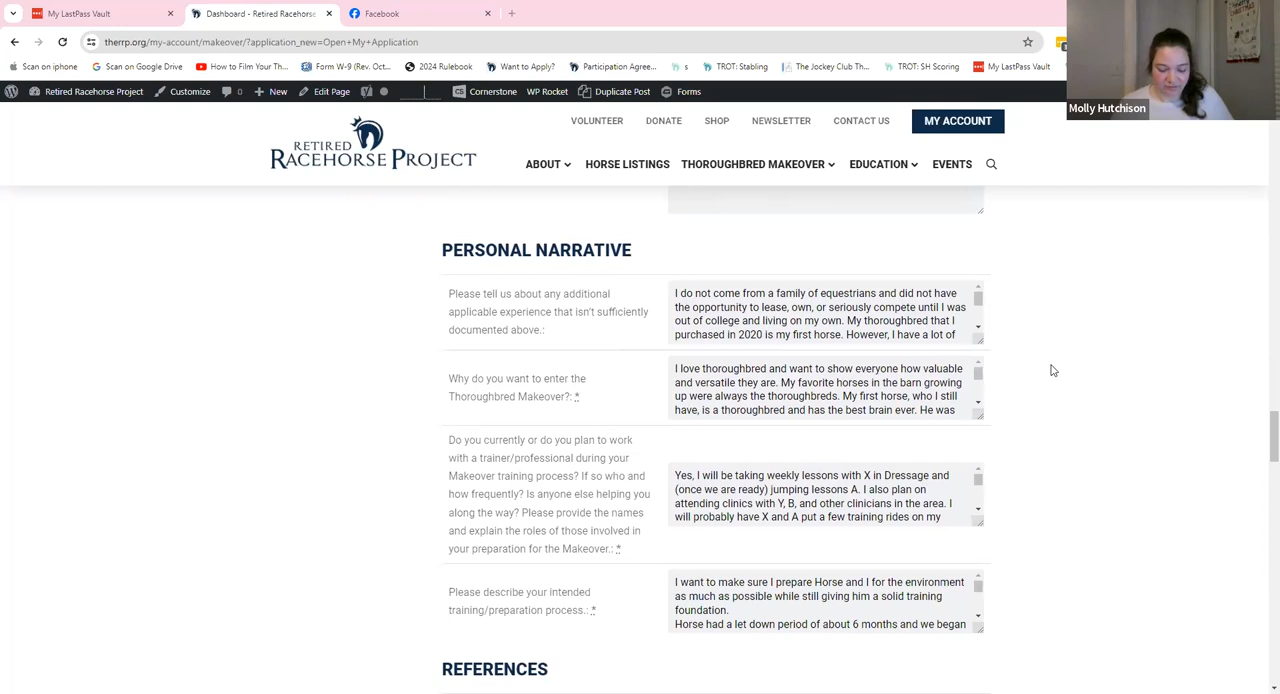 My LastPass Vault
Dashboard - Retired Racehorse
Facebook
therrp.org/my-account/makeover/?application_new=Open+My+Application
Scan on iphone
Scan on Google Drive
How to Film Your Th...
Form W-9 (Rev. Oct...
2024 Rulebook
Want to Apply?
Participation Agree...
s
TROT: Stabling
The Jockey Club Th...
TROT: SH Scoring
My LastPass Vault
Retired Racehorse Project
Customize
0
New
Edit Page
Cornerstone
WP Rocket
Duplicate Post
Forms
Molly Hutchison
RETIRED
RACEHORSE PROJECT
VOLUNTEER
DONATE
SHOP
NEWSLETTER
CONTACT US
MY ACCOUNT
ABOUT
HORSE LISTINGS
THOROUGHBRED MAKEOVER
EDUCATION
EVENTS
PERSONAL NARRATIVE
Please tell us about any additional
applicable experience that isn't sufficiently
documented above.:
I do not come from a family of equestrians and did not have
the opportunity to lease, own, or seriously compete until I was
out of college and living on my own. My thoroughbred that I
purchased in 2020 is my first horse. However, I have a lot of
Why do you want to enter the
Thoroughbred Makeover?: *
I love thoroughbred and want to show everyone how valuable
and versatile they are. My favorite horses in the barn growing
up were always the thoroughbreds. My first horse, who I still
have, is a thoroughbred and has the best brain ever. He was
Do you currently or do you plan to work
with a trainer/professional during your
Makeover training process? If so who and
how frequently? Is anyone else helping you
along the way? Please provide the names
and explain the roles of those involved in
your preparation for the Makeover.: *
Yes, I will be taking weekly lessons with X in Dressage and
(once we are ready) jumping lessons A. I also plan on
attending clinics with Y, B, and other clinicians in the area. I
will probably have X and A put a few training rides on my
Please describe your intended
training/preparation process.: *
I want to make sure I prepare Horse and I for the environment
as much as possible while still giving him a solid training
foundation.
Horse had a let down period of about 6 months and we began
REFERENCES